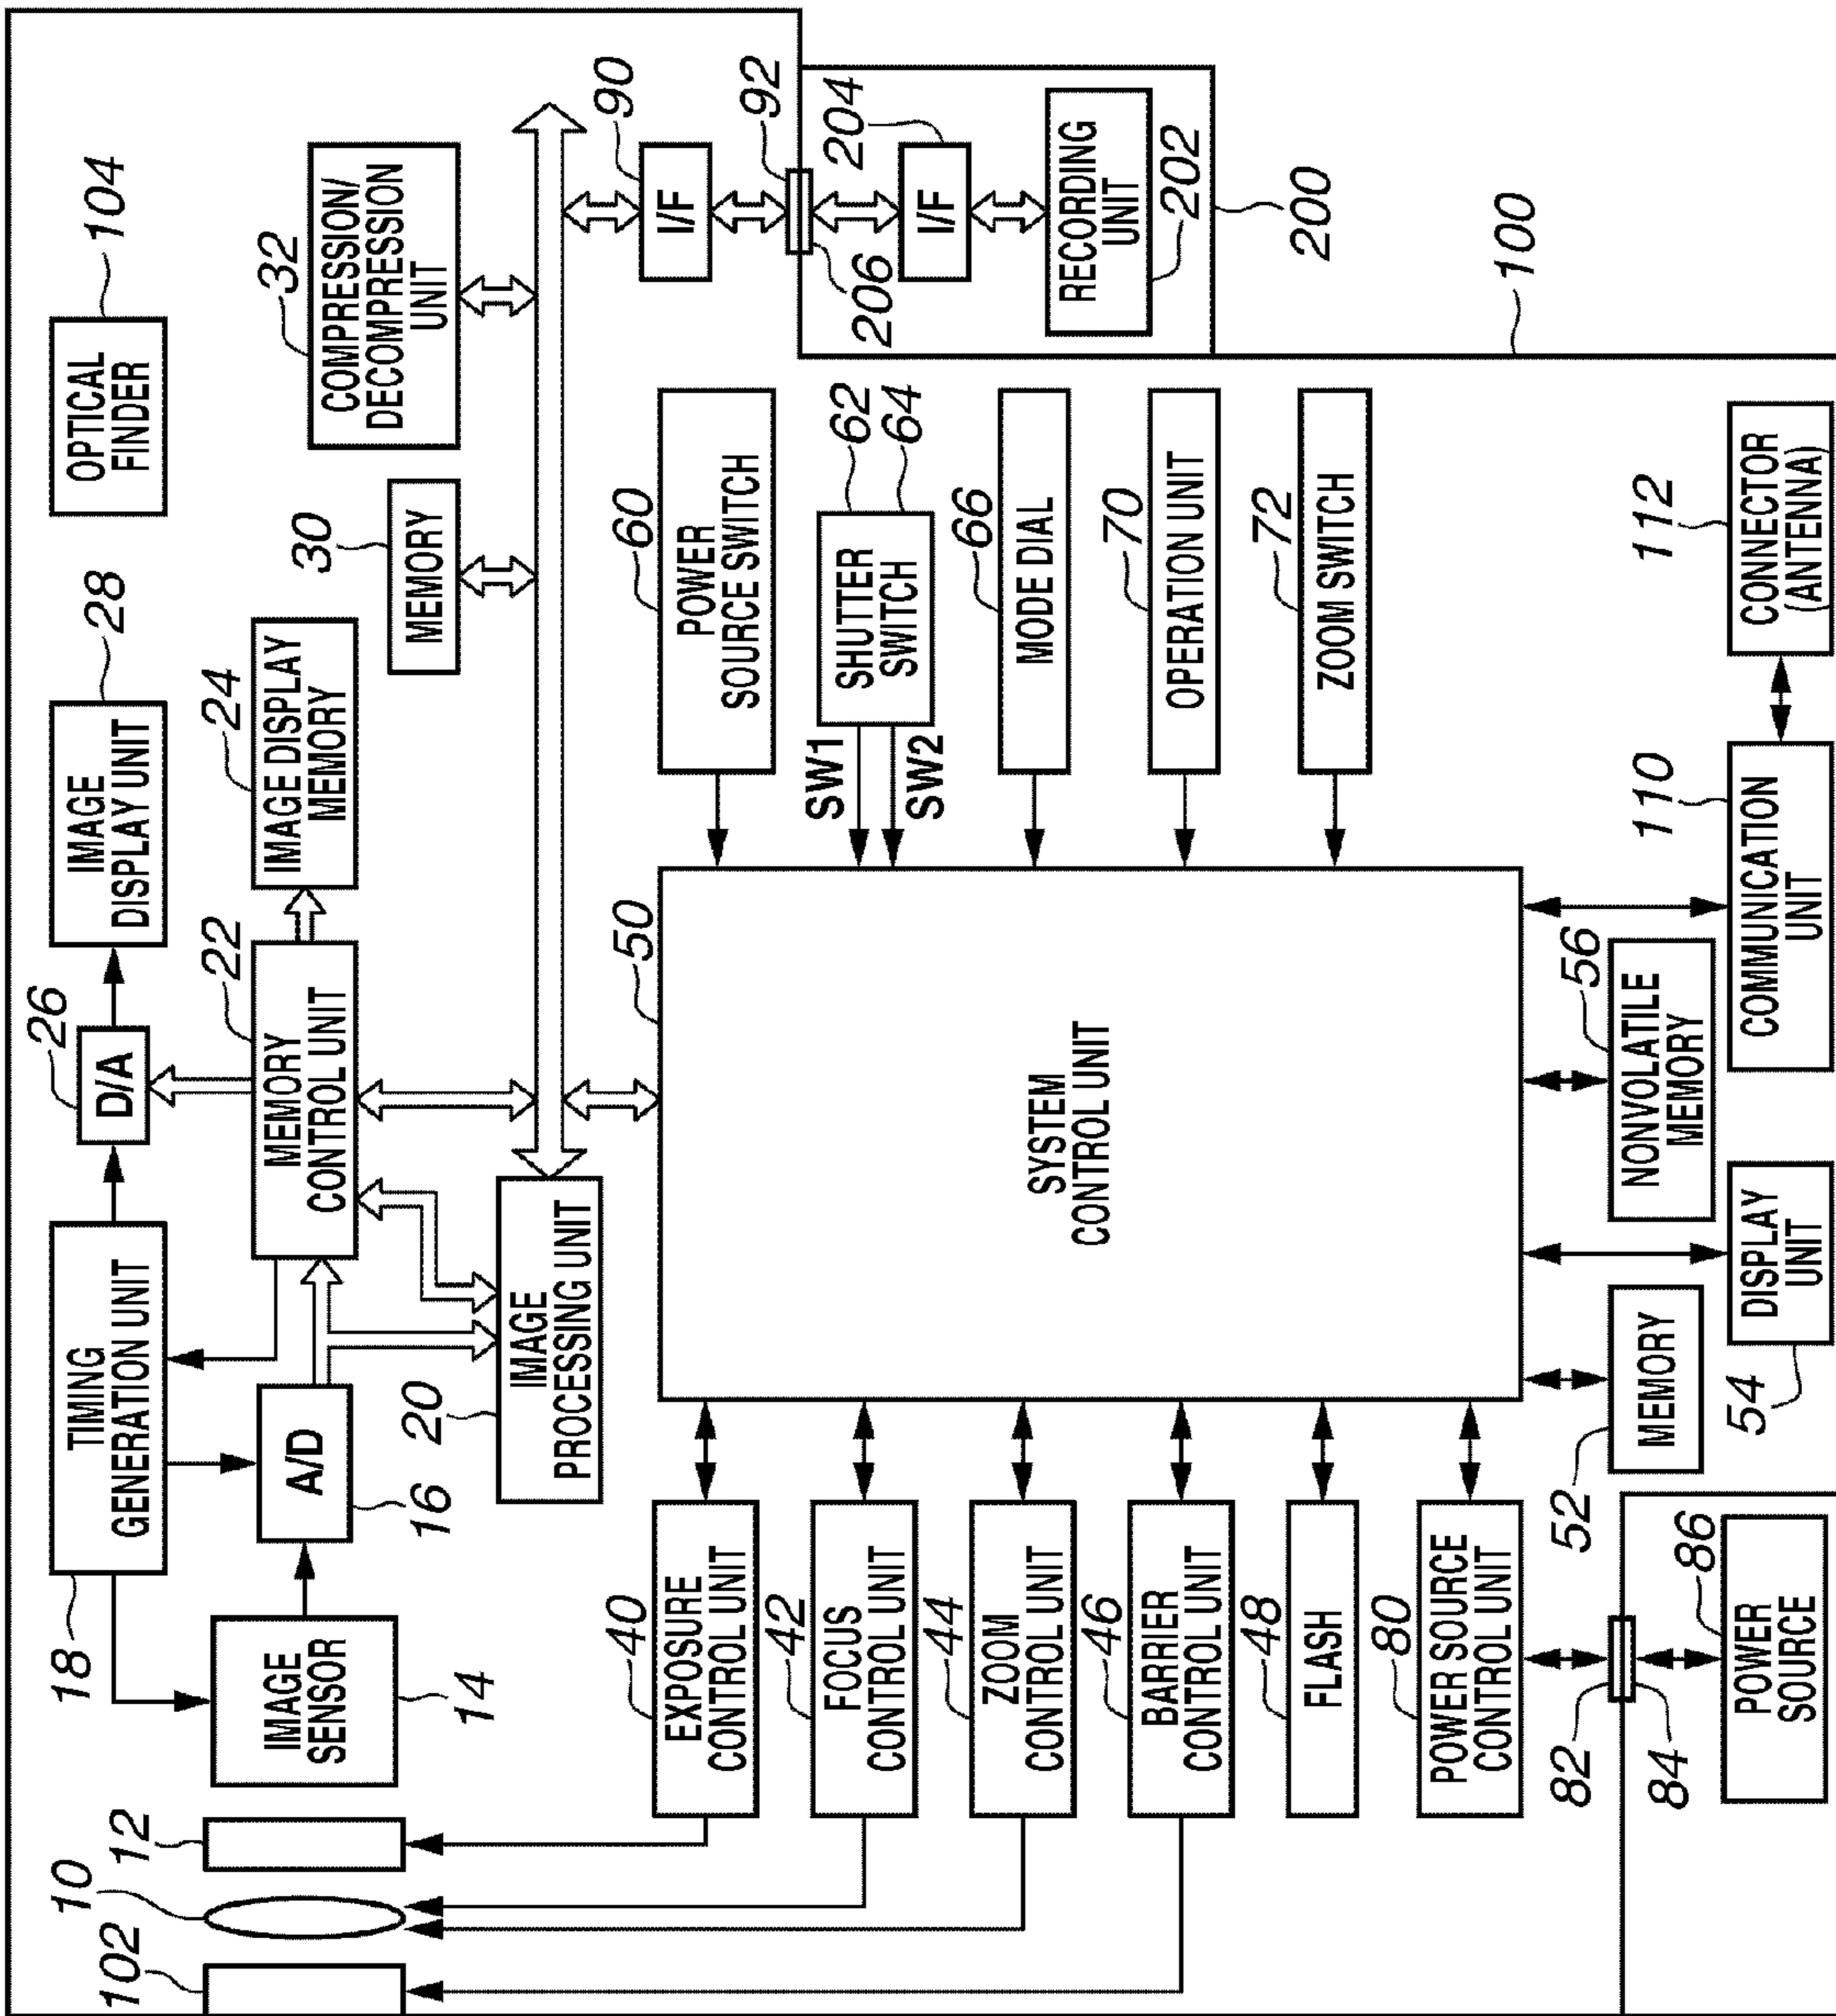 102
10
12
18
TIMING
GENERATION UNIT
26
D/A
IMAGE
DISPLAY UNIT
28
OPTICAL
FINDER
104
IMAGE
SENSOR
14
A/D
16
MEMORY
CONTROL UNIT
22
IMAGE DISPLAY
MEMORY
24
30
MEMORY
32
COMPRESSION/
DECOMPRESSION
UNIT
20
IMAGE
PROCESSING UNIT
90
I/F
92
206
204
I/F
RECORDING
UNIT
202
200
100
40
EXPOSURE
CONTROL UNIT
42
FOCUS
CONTROL UNIT
44
ZOOM
CONTROL UNIT
46
BARRIER
CONTROL UNIT
48
FLASH
80
POWER SOURCE
CONTROL UNIT
50
SYSTEM
CONTROL UNIT
60
POWER
SOURCE SWITCH
SW1
SW2
SHUTTER
SWITCH
62
64
66
MODE DIAL
70
OPERATION UNIT
72
ZOOM SWITCH
82
84
86
POWER
SOURCE
52
MEMORY
54
DISPLAY
UNIT
56
NONVOLATILE
MEMORY
110
COMMUNICATION
UNIT
112
CONNECTOR
(ANTENNA)